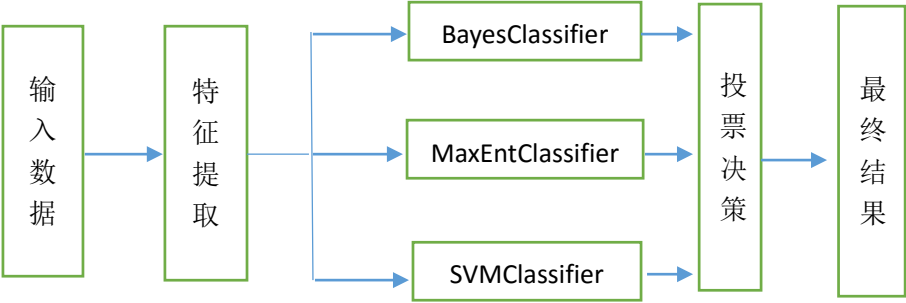 输入数据
特征提取
BayesClassifier
MaxEntClassifier
SVMClassifier
投票决策
最终结果